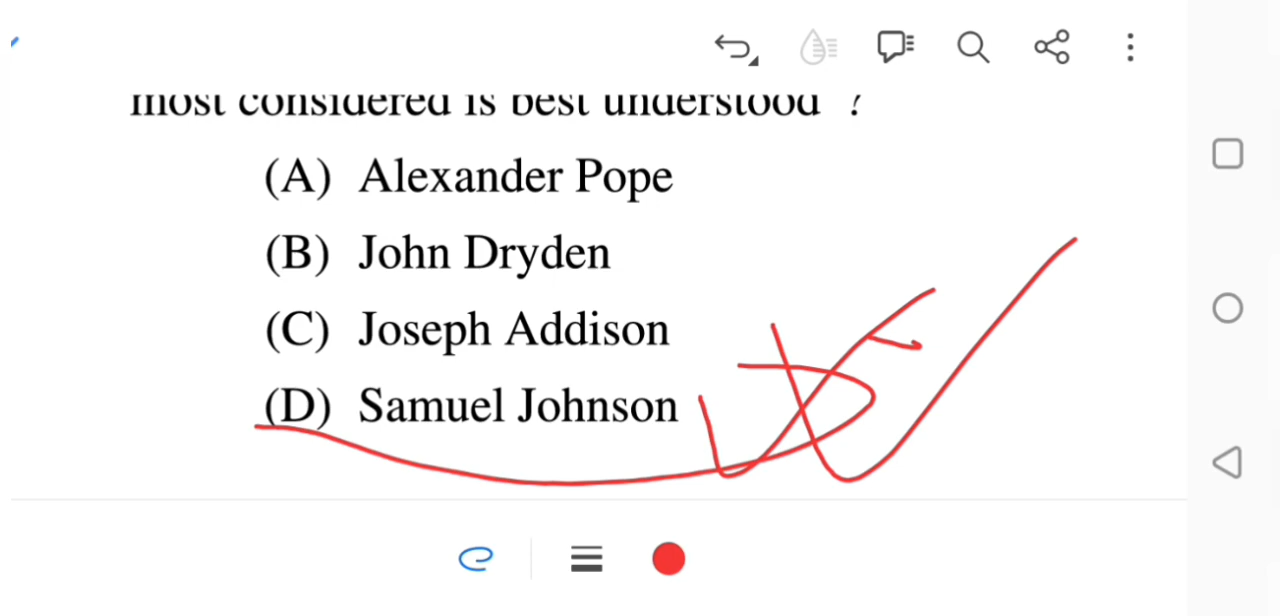 most considered is best understood ?
(A) Alexander Pope
(B) John Dryden
(C) Joseph Addison
(D) Samuel Johnson